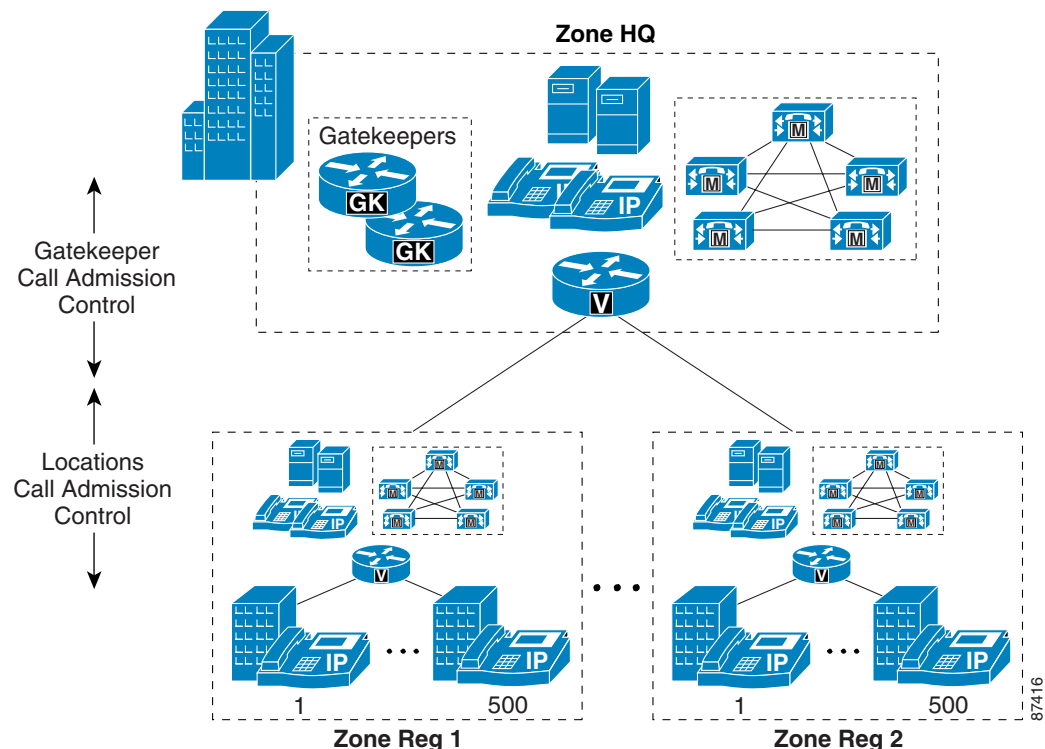 Zone HQ
Gatekeepers
GK
GK
V
IP
M
M
M
M
M
V
Gatekeeper
Call Admission
Control
Locations
Call Admission
Control
V
IP
M
M
M
M
M
V
IP
IP
1
500
Zone Reg 1
V
IP
M
M
M
M
M
V
IP
IP
1
500
Zone Reg 2
87416